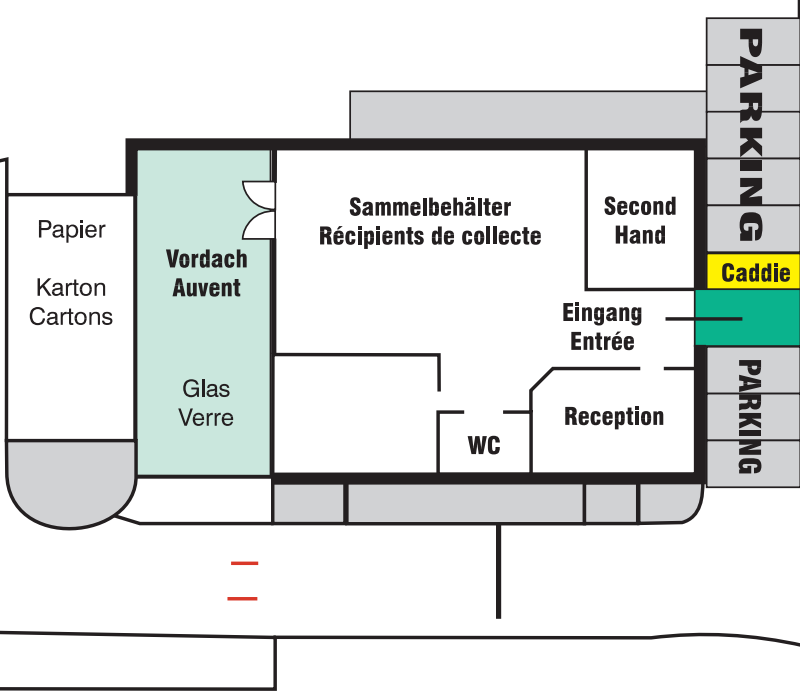 PARKING
Papier
Karton
Cartons
Vordach
Auvent
Glas
Verre
Sammelbehälter
Récipients de collecte
Second
Hand
Caddie
Eingang
Entrée
Reception
WC
PARKING